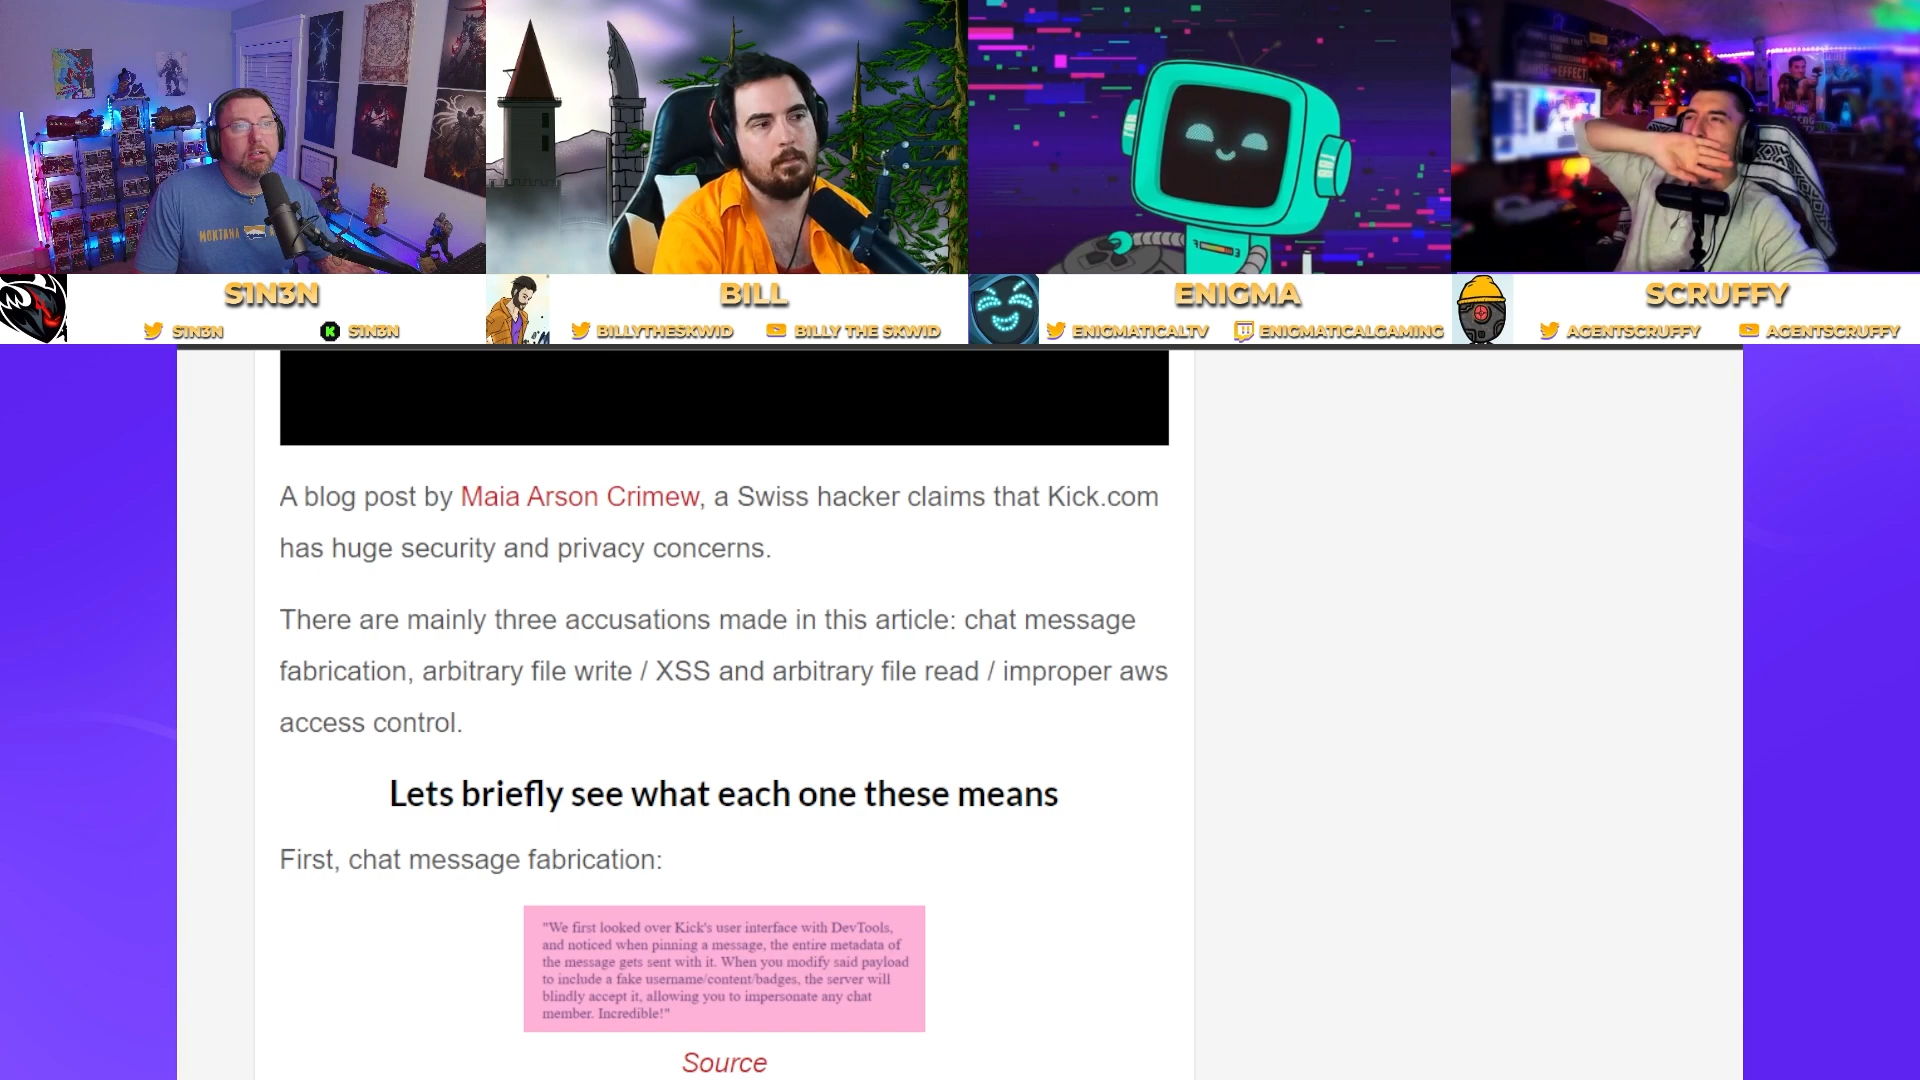 MONTANA
S1N3N
S1N3N
S1N3N
BILL
BILLYTHESKWID
BILLY THE SKWID
ENIGMA
ENIGMATICALTV
ENIGMATICALGAMING
SCRUFFY
AGENTSCRUFFY
AGENTSCRUFFY
A blog post by Maia Arson Crimew, a Swiss hacker claims that Kick.com
has huge security and privacy concerns.
There are mainly three accusations made in this article: chat message
fabrication, arbitrary file write / XSS and arbitrary file read / improper aws
access control.
Lets briefly see what each one these means
First, chat message fabrication:
"We first looked over Kick's user interface with DevTools,
and noticed when pinning a message, the entire metadata of
the message gets sent with it. When you modify said payload
to include a fake username/content/badges, the server will
blindly accept it, allowing you to impersonate any chat
member. Incredible!"
Source